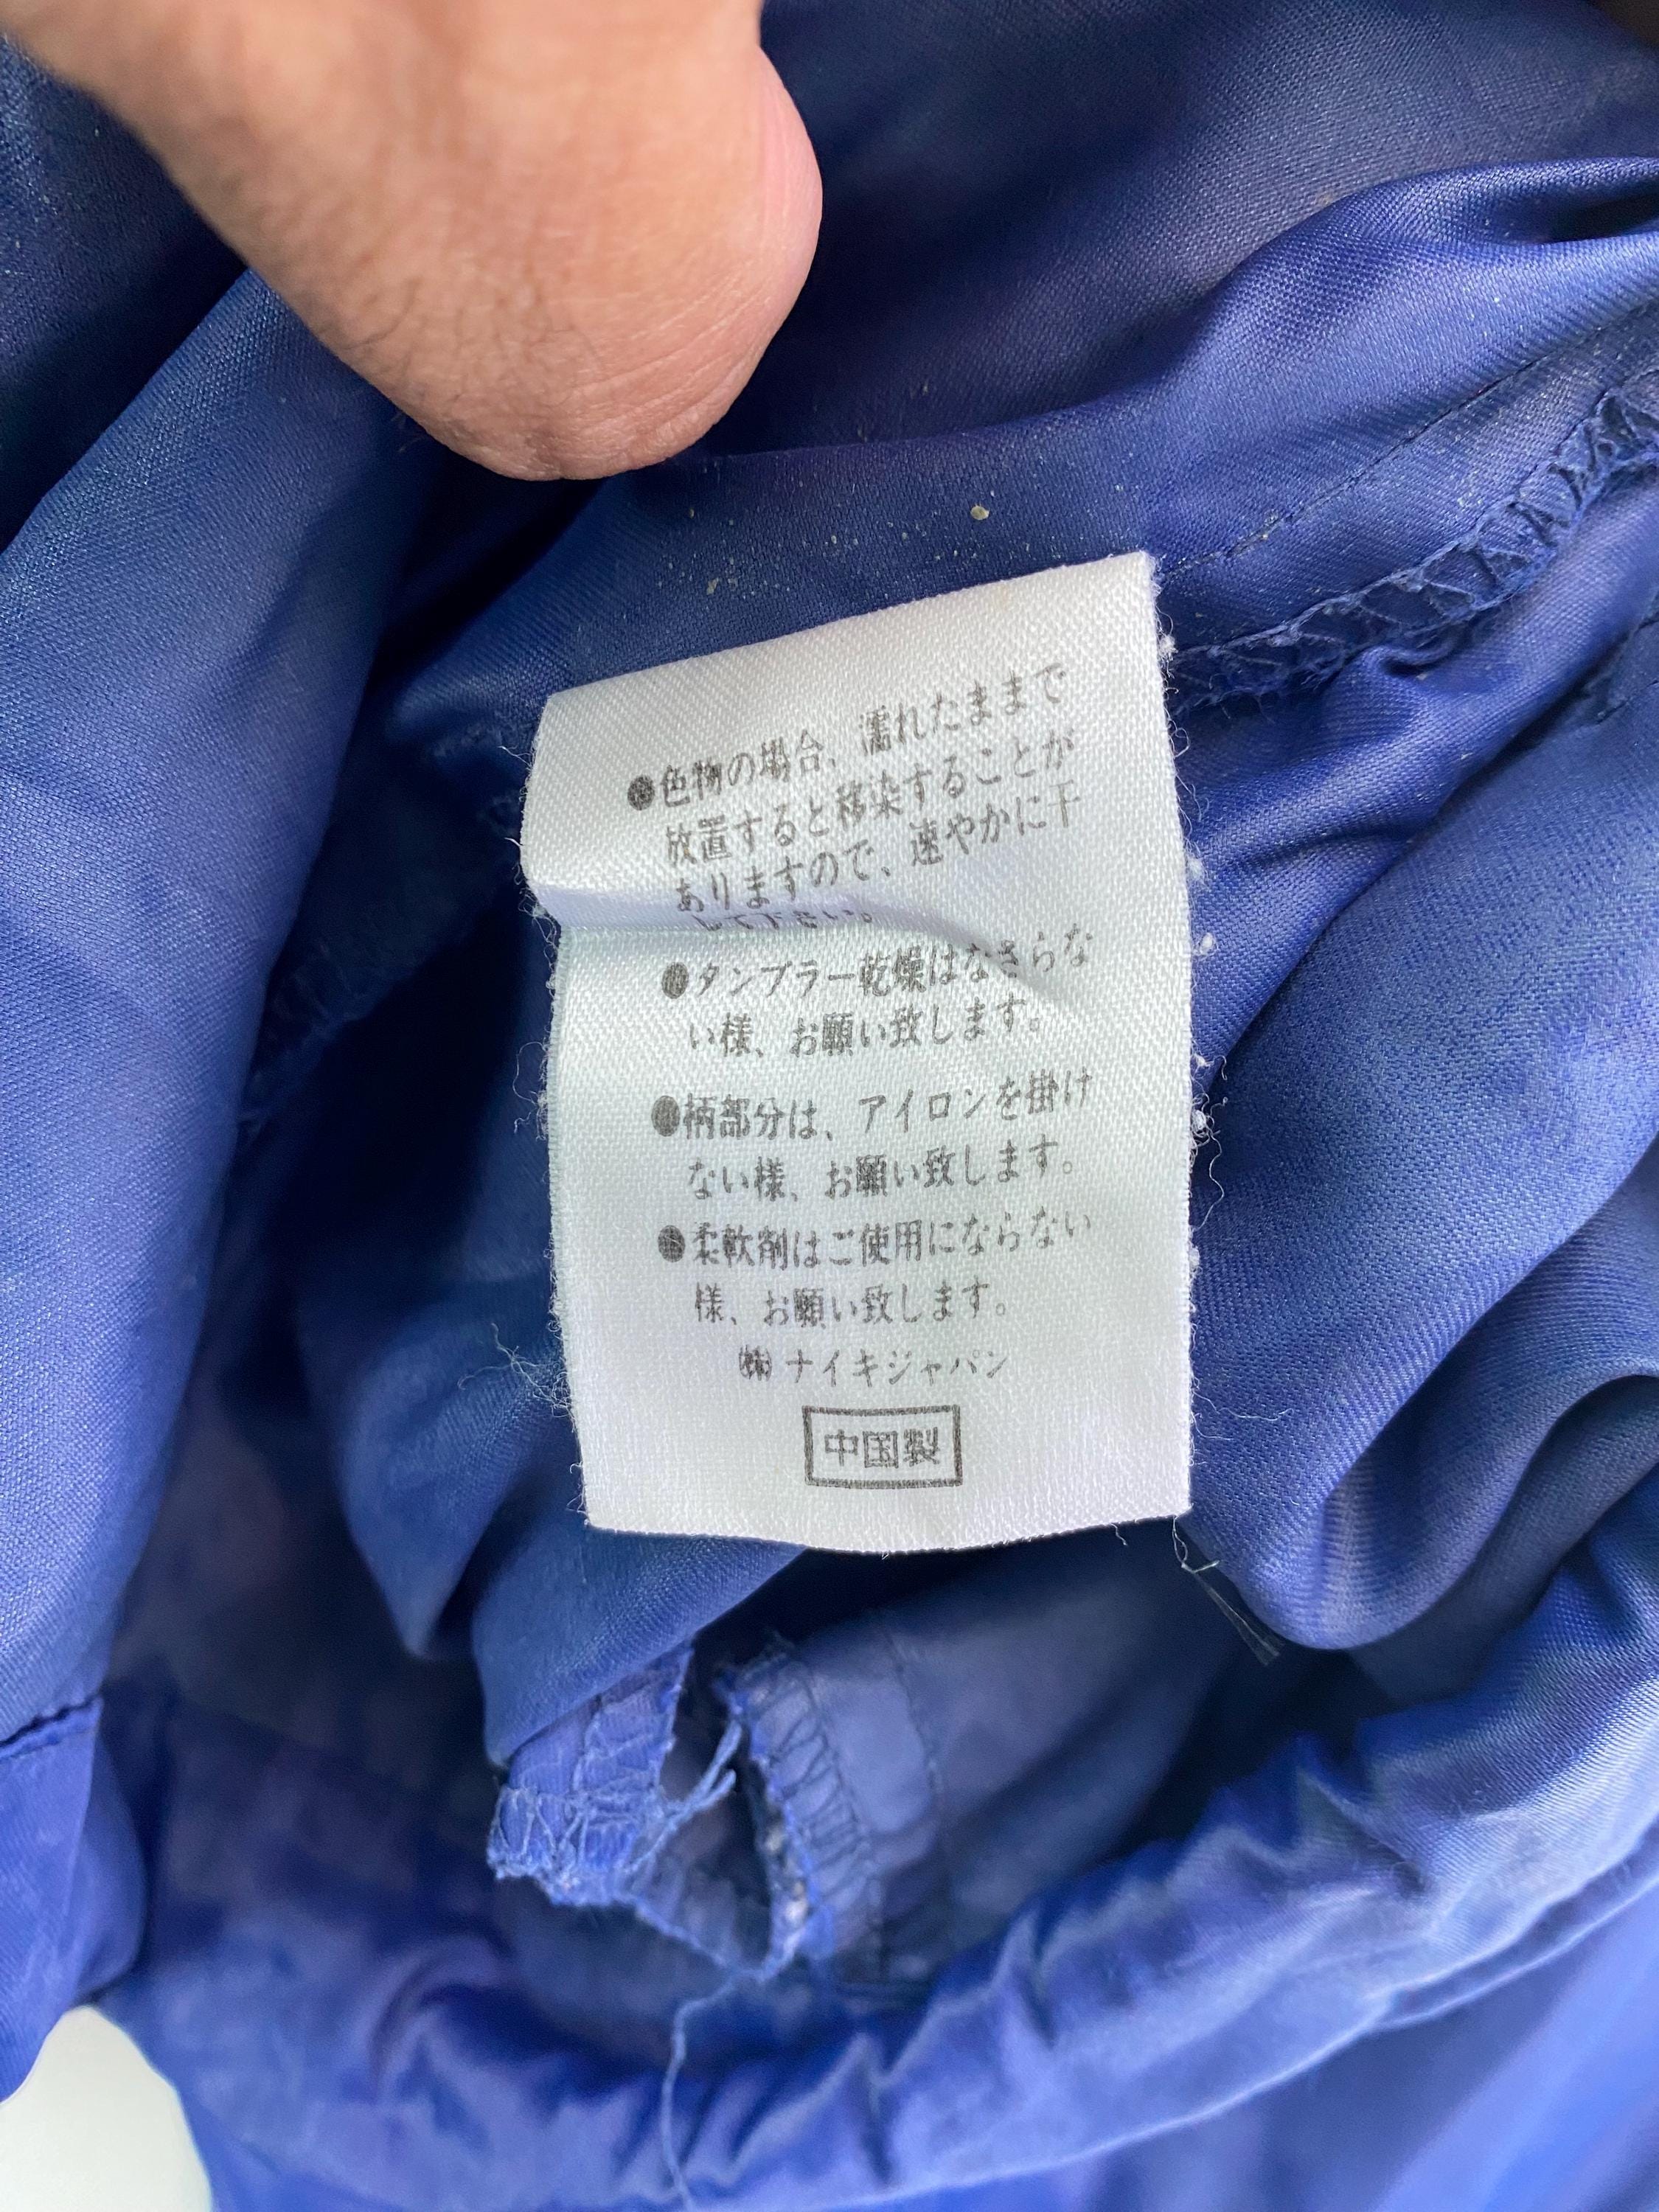 ●色物の場合、濡れたままで
放置すると移染することが
ありますので、速やかに干
して下さい。
●タンブラー乾燥はなさらな
い様、お願い致します。
●柄部分は、アイロンを掛け
ない様、お願い致します。
●柔軟剤はご使用にならない
様、お願い致します。
㈱ナイキジャパン
中国製